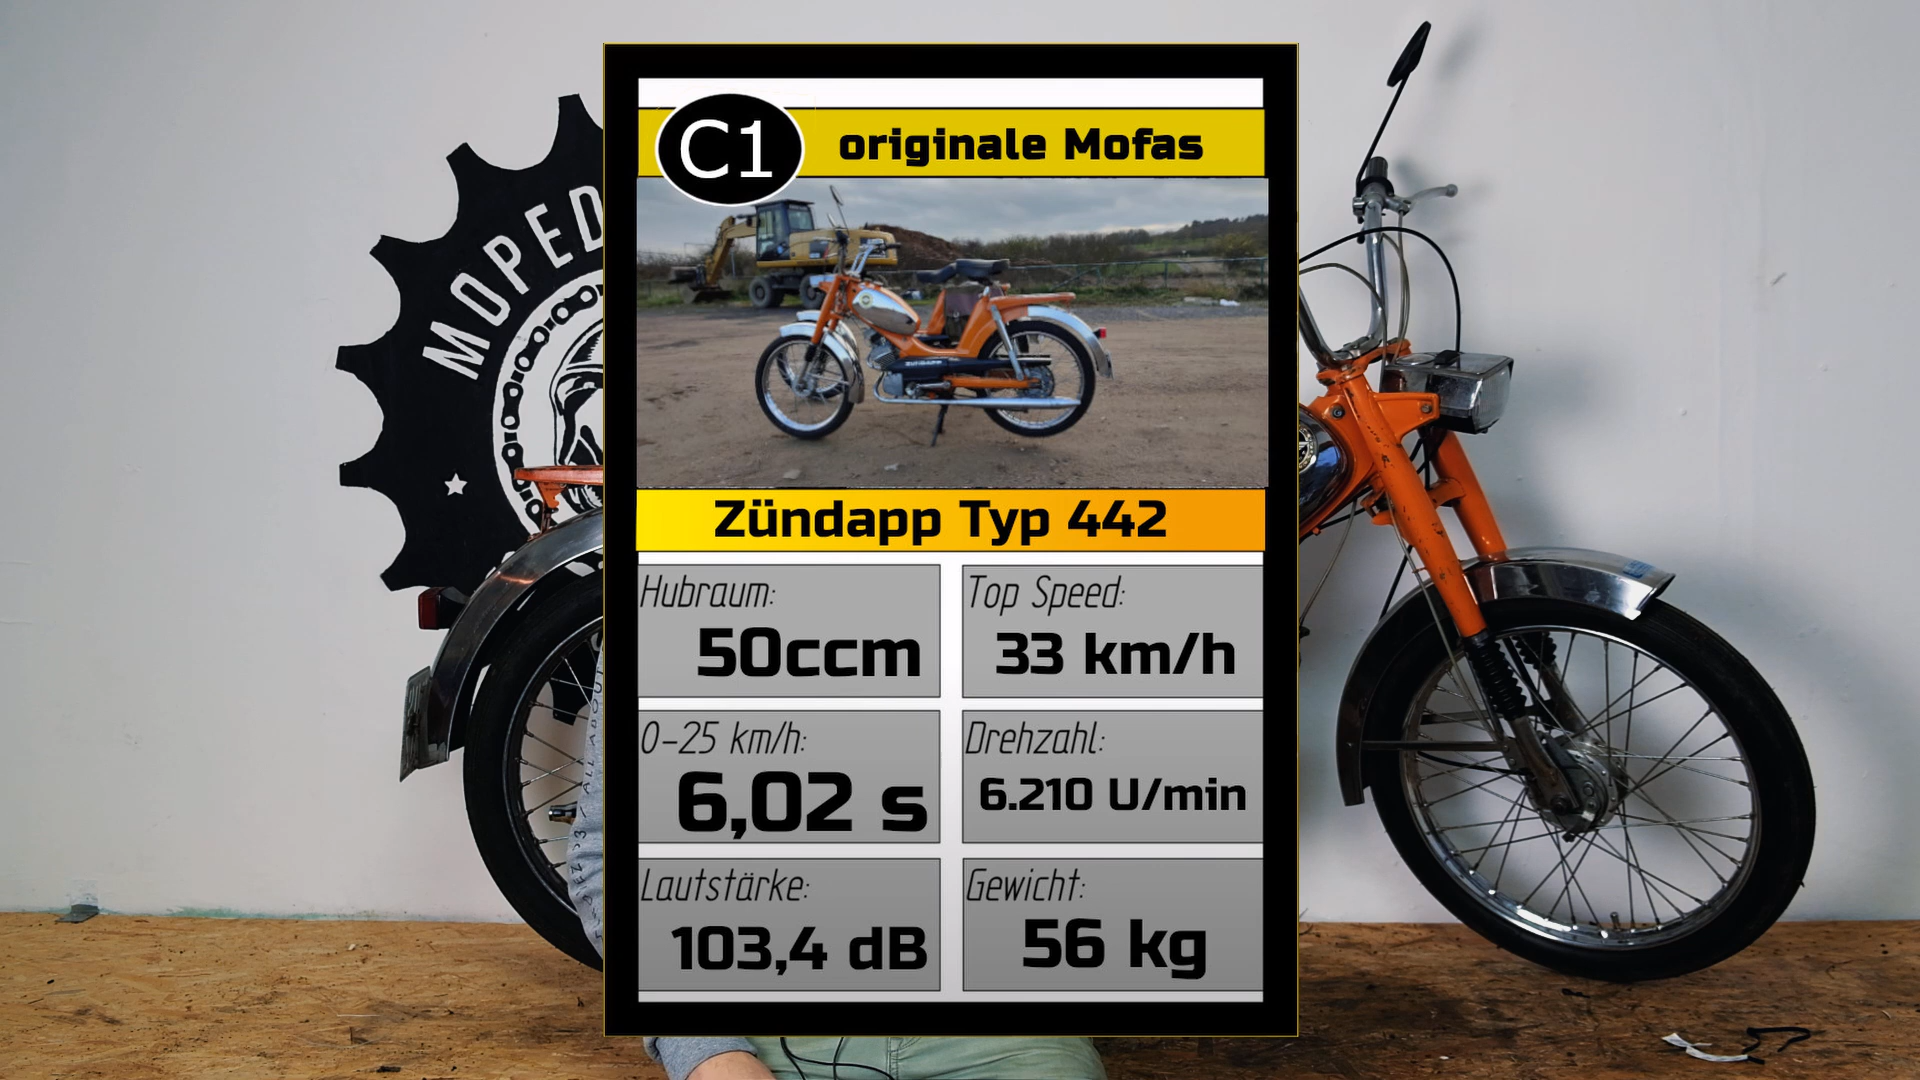 MOPED
C1
originale Mofas
Zündapp Typ 442
Hubraum:
50ccm
Top Speed:
33 km/h
0-25 km/h:
6,02 s
Drehzahl:
6.210 U/min
Lautstärke:
103,4 dB
Gewicht:
56 kg